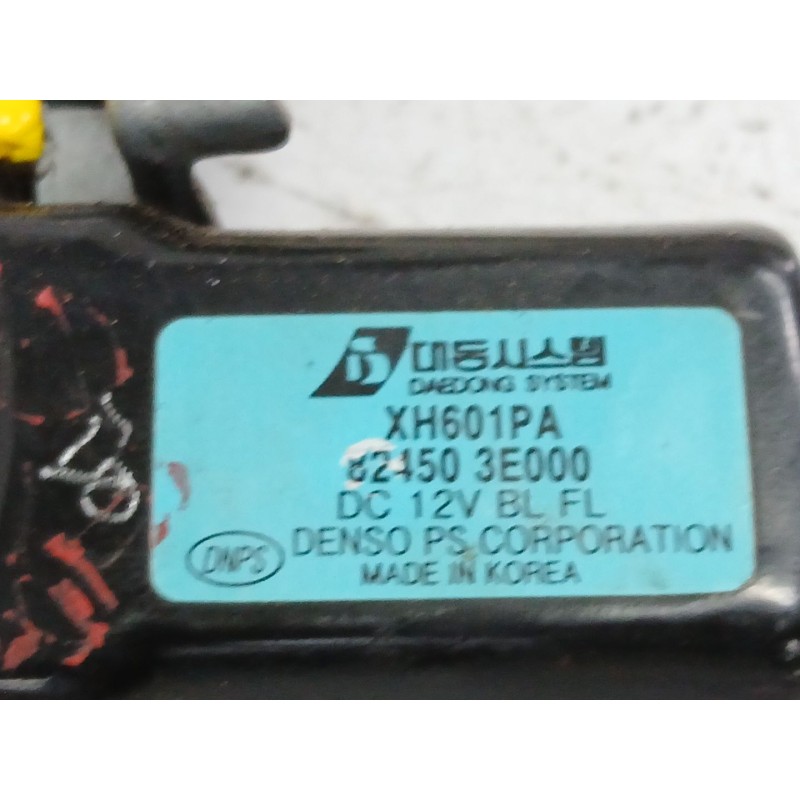 대동시스템
DAEDONG SYSTEM
XH601PA
82450 3E000
DC 12V BL FL
DNPS DENSO PS CORPORATION
MADE IN KOREA